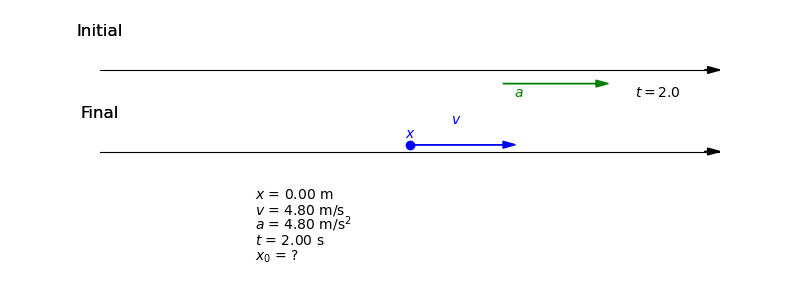 Initial
a
t = 2.0
Final
v
x
x = 0.00 m
v = 4.80 m/s
a = 4.80 m/s²
t = 2.00 s
x₀ = ?